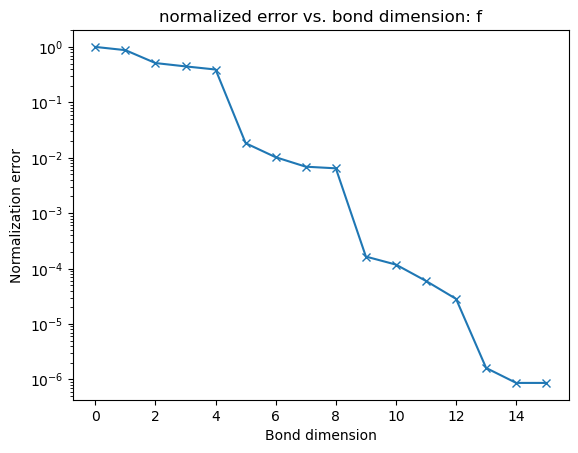 normalized error vs. bond dimension: f
Normalization error
10⁰
10⁻¹
10⁻²
10⁻³
10⁻⁴
10⁻⁵
10⁻⁶
0 2 4 6 8 10 12 14
Bond dimension